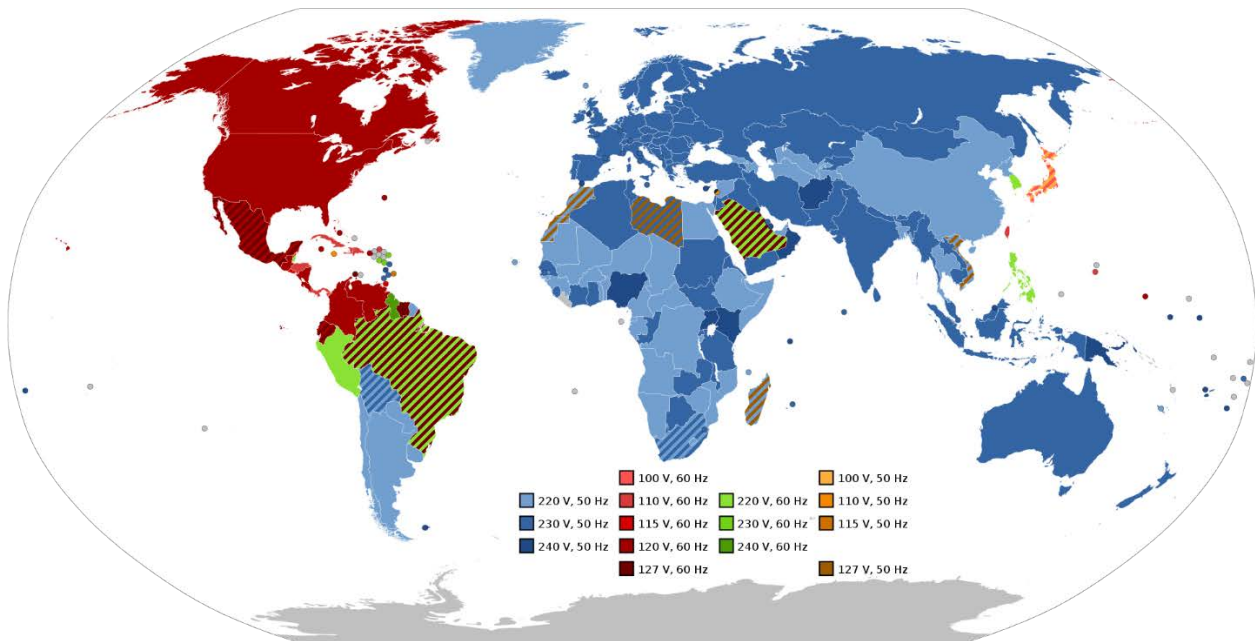 100 V, 60 Hz
100 V, 50 Hz
220 V, 50 Hz
110 V, 60 Hz
220 V, 60 Hz
110 V, 50 Hz
230 V, 50 Hz
115 V, 60 Hz
230 V, 60 Hz
115 V, 50 Hz
240 V, 50 Hz
120 V, 60 Hz
240 V, 60 Hz
127 V, 60 Hz
127 V, 50 Hz